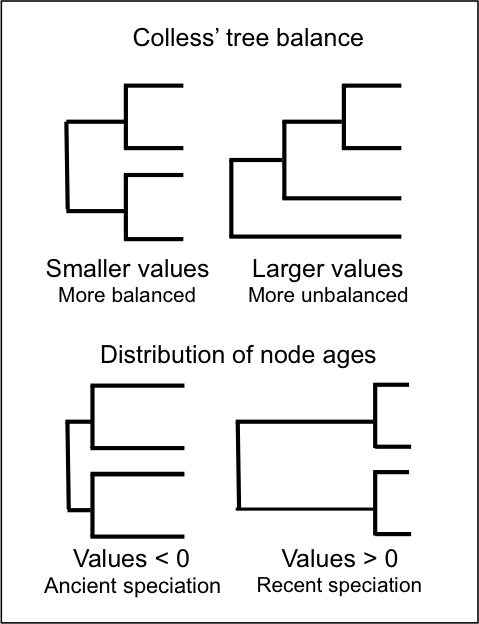 Colless’ tree balance
Smaller values
More balanced
Larger values
More unbalanced
Distribution of node ages
Values < 0
Ancient speciation
Values > 0
Recent speciation